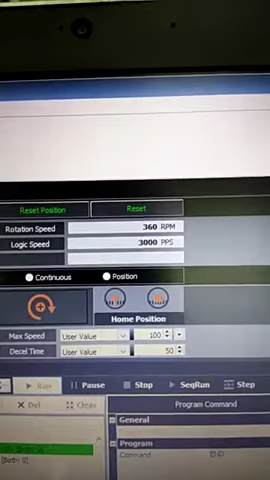 Reset Position Reset
Rotation Speed 360 RPM
Logic Speed 3000 PPS
Continuous Position
Home Position
Max Speed User Value 100
Decel Time User Value 50
Run Pause Stop SeqRun Step
Del Clear Program Command
General
Program
Command END